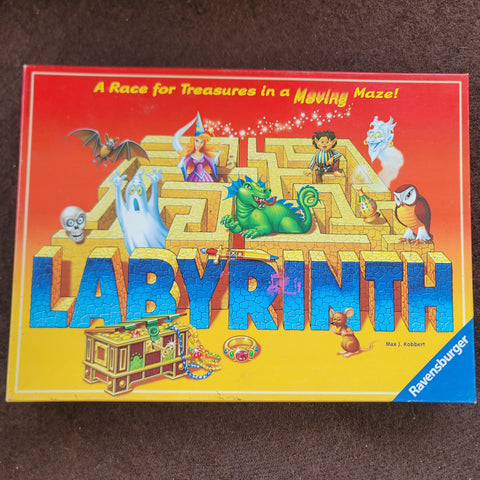 A Race for Treasures in a Moving Maze!
LABYRINTH
Max J. Kobbert
Ravensburger